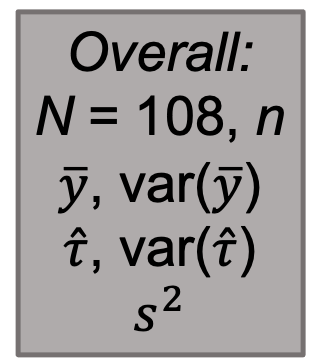 Overall:
N = 108, n
ȳ, var(ȳ)
τ̂, var(τ̂)
s²